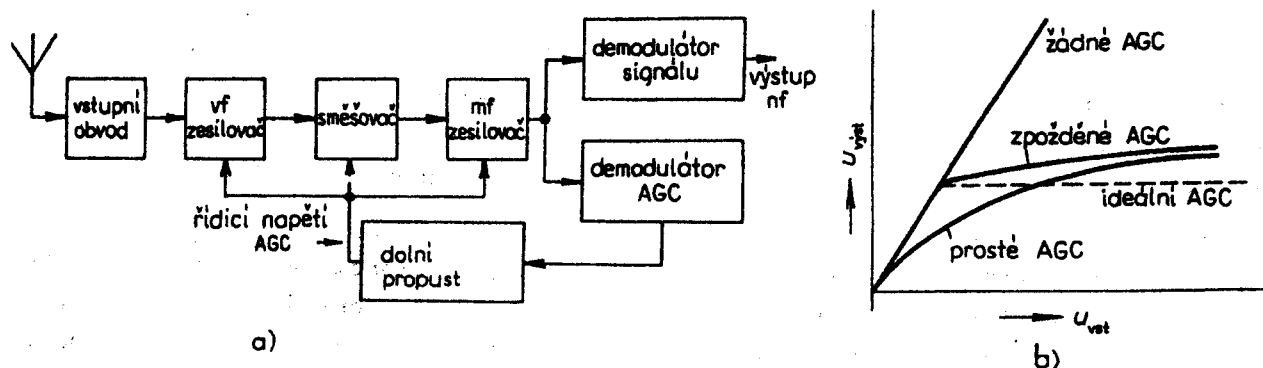 vstupní
obvod
vf
zesilovač
směšovač
mf
zesilovač
demodulátor
signálu
výstup
nf
demodulátor
AGC
řídicí napětí
AGC
dolní
propust
a)
žádné AGC
zpožděné AGC
ideální AGC
prosté AGC
u výst
u vst
b)